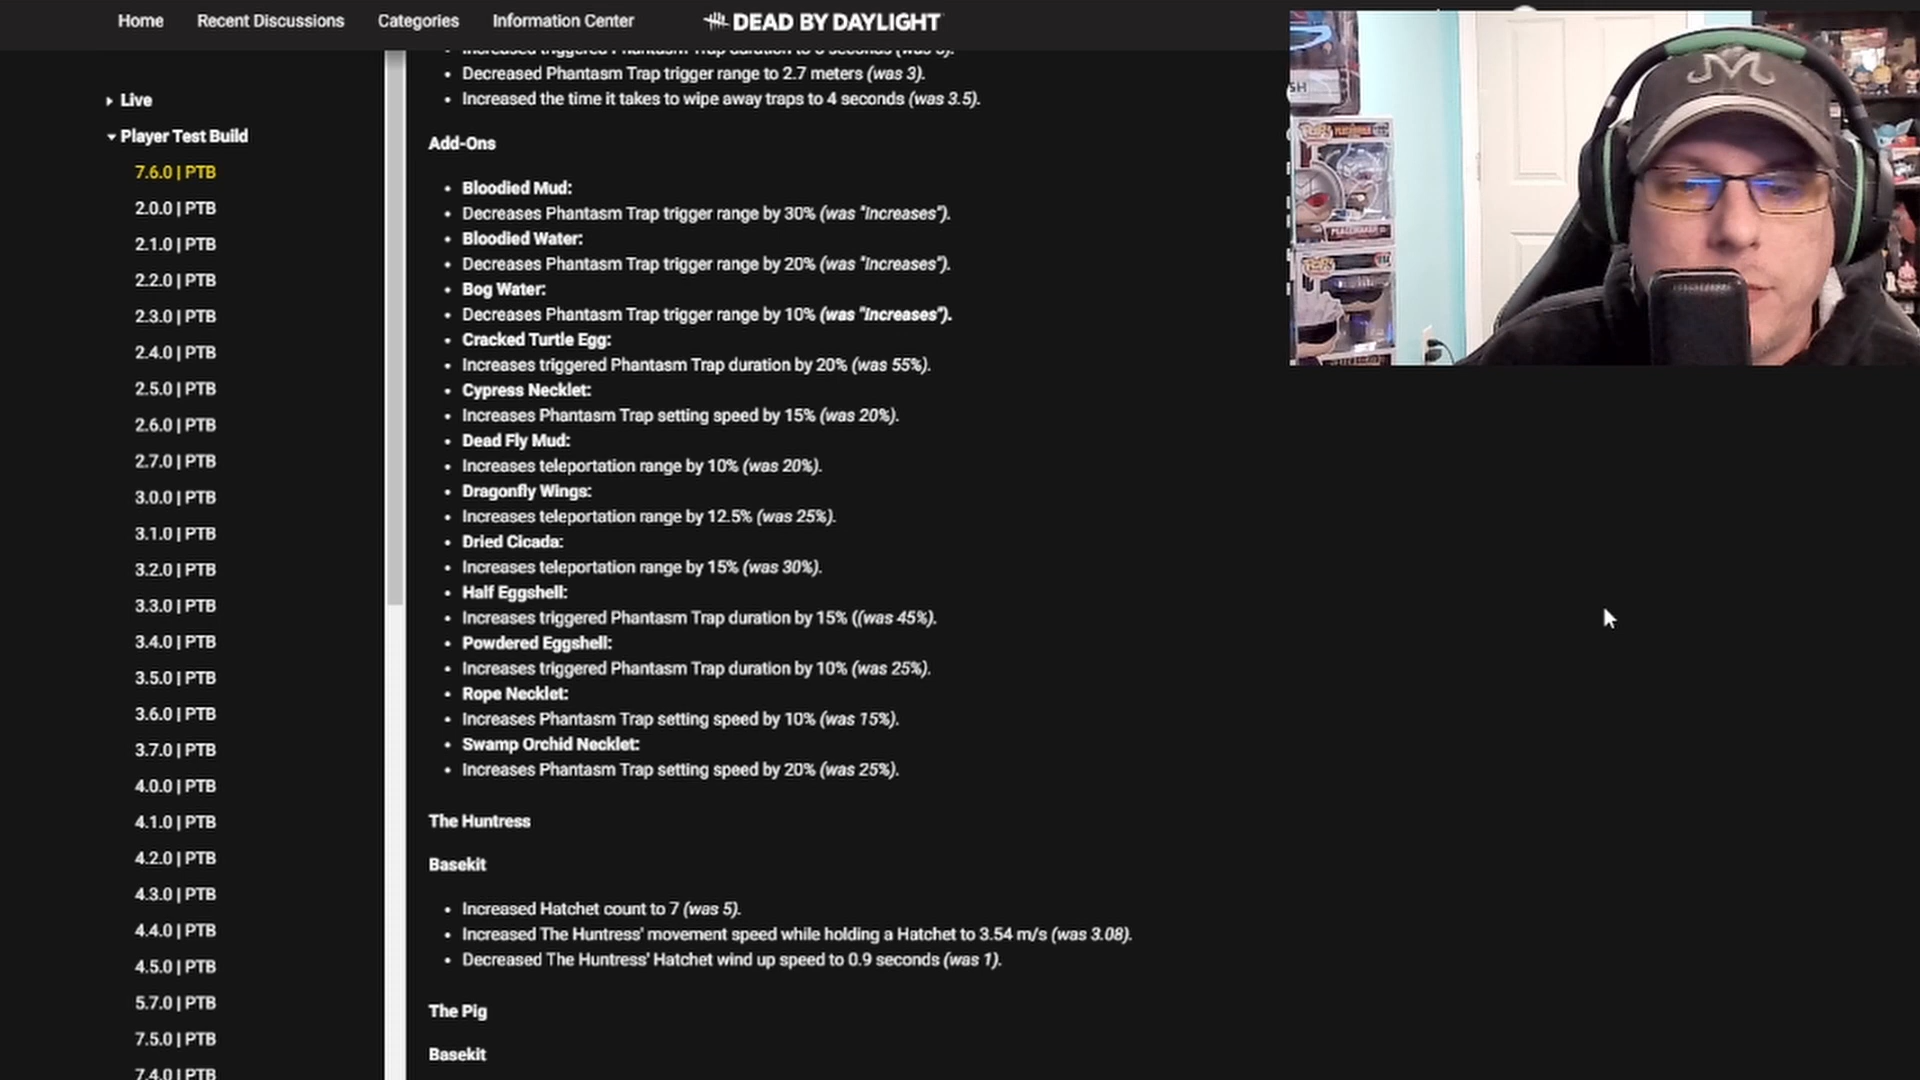 Home Recent Discussions Categories Information Center DEAD BY DAYLIGHT
Live
Player Test Build
7.6.0 | PTB
2.0.0 | PTB
2.1.0 | PTB
2.2.0 | PTB
2.3.0 | PTB
2.4.0 | PTB
2.5.0 | PTB
2.6.0 | PTB
2.7.0 | PTB
3.0.0 | PTB
3.1.0 | PTB
3.2.0 | PTB
3.3.0 | PTB
3.4.0 | PTB
3.5.0 | PTB
3.6.0 | PTB
3.7.0 | PTB
4.0.0 | PTB
4.1.0 | PTB
4.2.0 | PTB
4.3.0 | PTB
4.4.0 | PTB
4.5.0 | PTB
5.7.0 | PTB
7.5.0 | PTB
7.4.0 | PTB
• Decreased Phantasm Trap trigger range to 2.7 meters (was 3).
• Increased the time it takes to wipe away traps to 4 seconds (was 3.5).
Add-Ons
• Bloodied Mud:
• Decreases Phantasm Trap trigger range by 30% (was "Increases").
• Bloodied Water:
• Decreases Phantasm Trap trigger range by 20% (was "Increases").
• Bog Water:
• Decreases Phantasm Trap trigger range by 10% (was "Increases").
• Cracked Turtle Egg:
• Increases triggered Phantasm Trap duration by 20% (was 55%).
• Cypress Necklet:
• Increases Phantasm Trap setting speed by 15% (was 20%).
• Dead Fly Mud:
• Increases teleportation range by 10% (was 20%).
• Dragonfly Wings:
• Increases teleportation range by 12.5% (was 25%).
• Dried Cicada:
• Increases teleportation range by 15% (was 30%).
• Half Eggshell:
• Increases triggered Phantasm Trap duration by 15% ((was 45%).
• Powdered Eggshell:
• Increases triggered Phantasm Trap duration by 10% (was 25%).
• Rope Necklet:
• Increases Phantasm Trap setting speed by 10% (was 15%).
• Swamp Orchid Necklet:
• Increases Phantasm Trap setting speed by 20% (was 25%).
The Huntress
Basekit
• Increased Hatchet count to 7 (was 5).
• Increased The Huntress' movement speed while holding a Hatchet to 3.54 m/s (was 3.08).
• Decreased The Huntress' Hatchet wind up speed to 0.9 seconds (was 1).
The Pig
Basekit